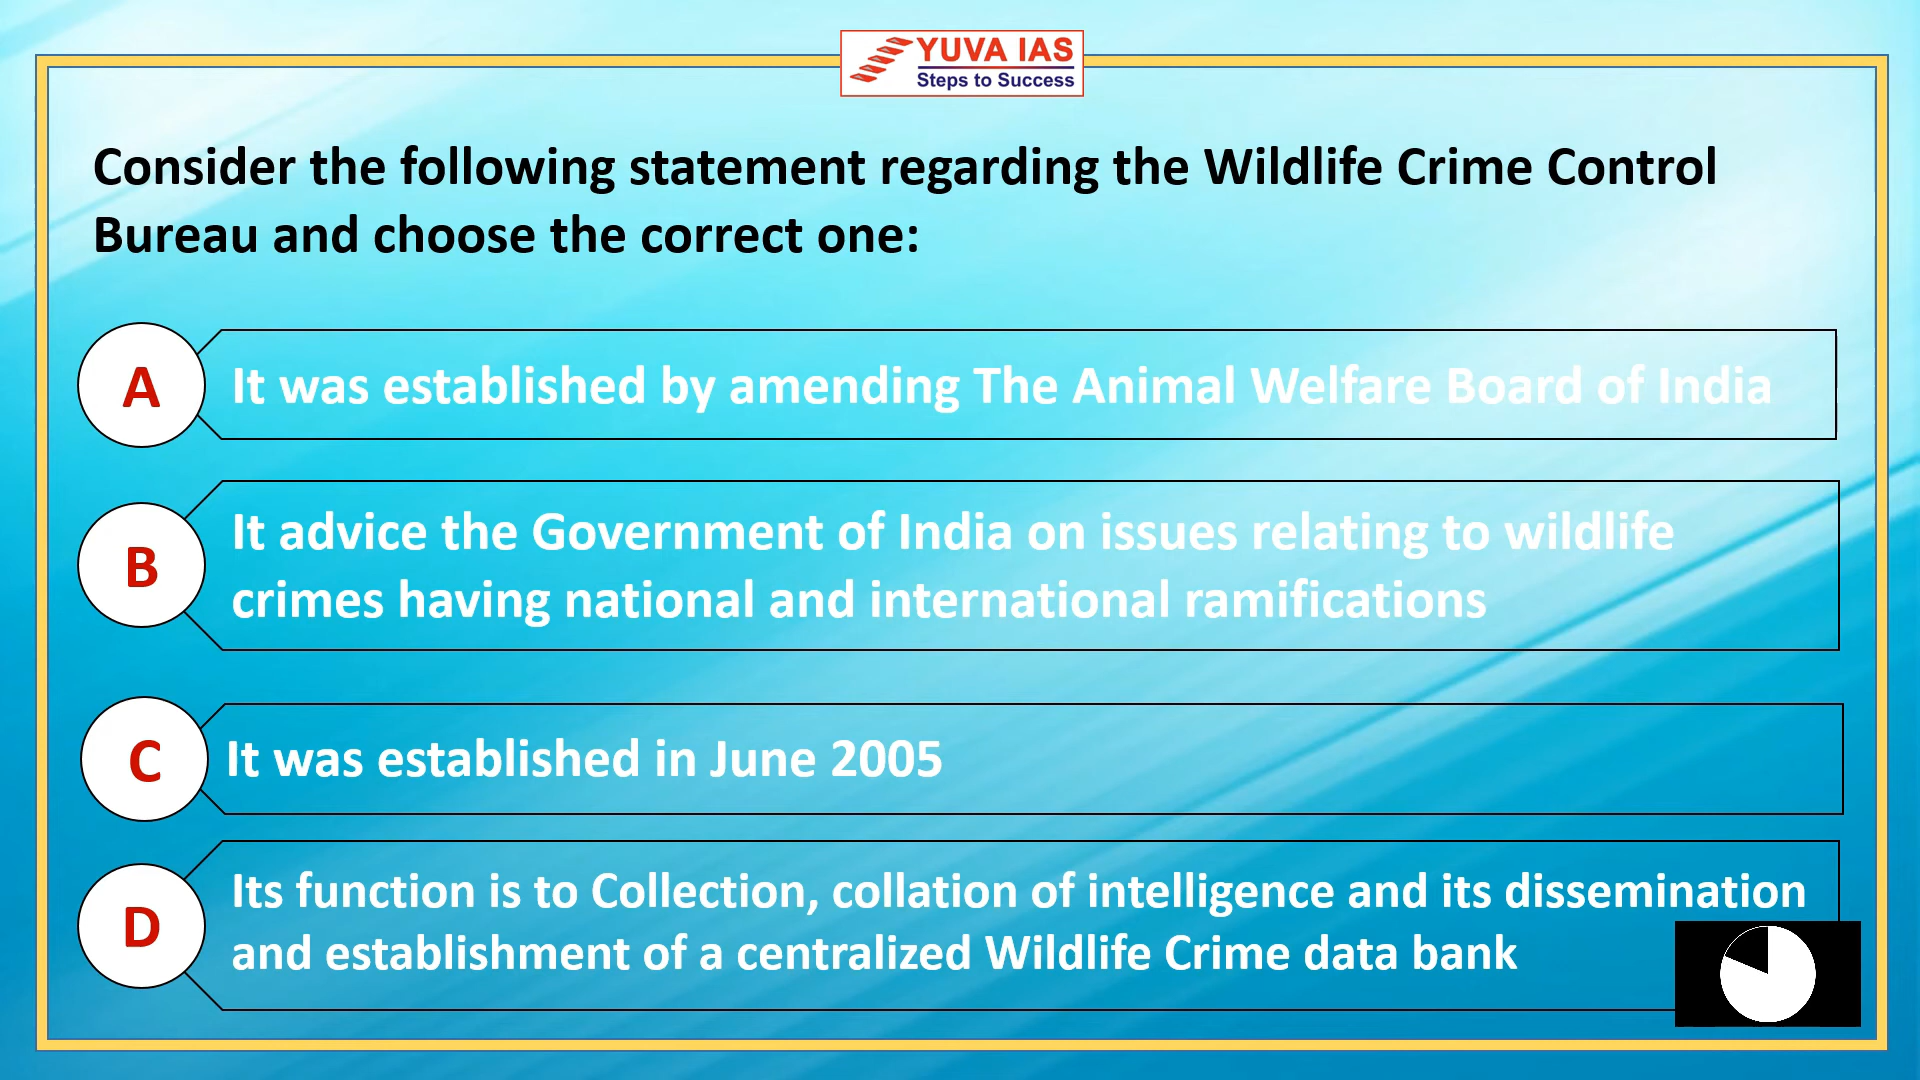 YUVA IAS
Steps to Success
Consider the following statement regarding the Wildlife Crime Control
Bureau and choose the correct one:
A
It was established by amending The Animal Welfare Board of India
B
It advice the Government of India on issues relating to wildlife
crimes having national and international ramifications
C
It was established in June 2005
D
Its function is to Collection, collation of intelligence and its dissemination
and establishment of a centralized Wildlife Crime data bank